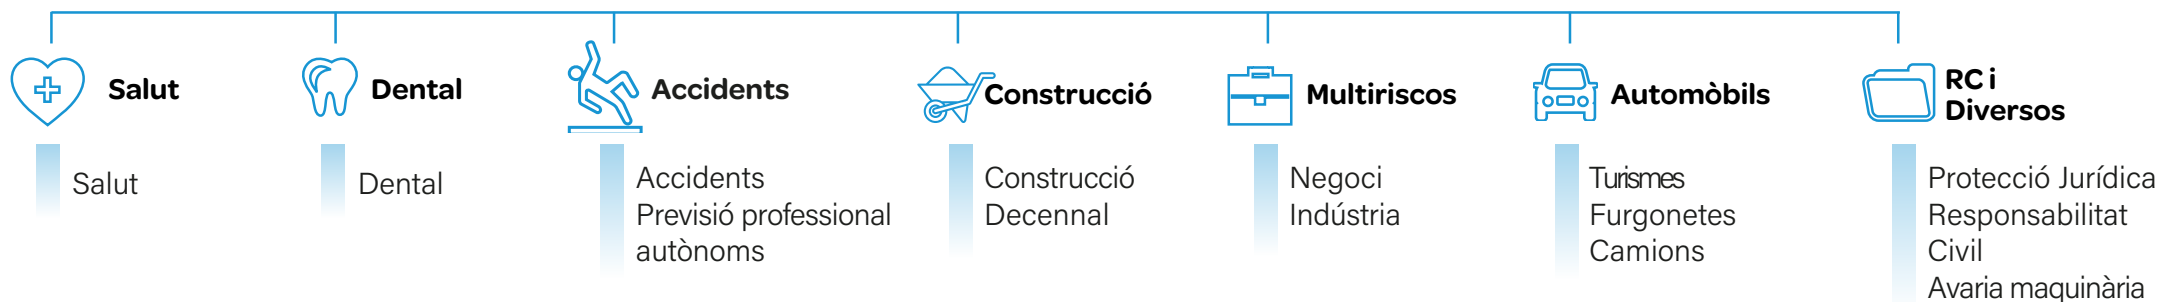 Salut
Dental
Accidents
Construcció
Multiriscos
Automòbils
RC i
Diversos
Salut
Dental
Accidents
Previsió professional
autònoms
Construcció
Decennal
Negoci
Indústria
Turismes
Furgonetes
Camions
Protecció Jurídica
Responsabilitat
Civil
Avaria maquinària